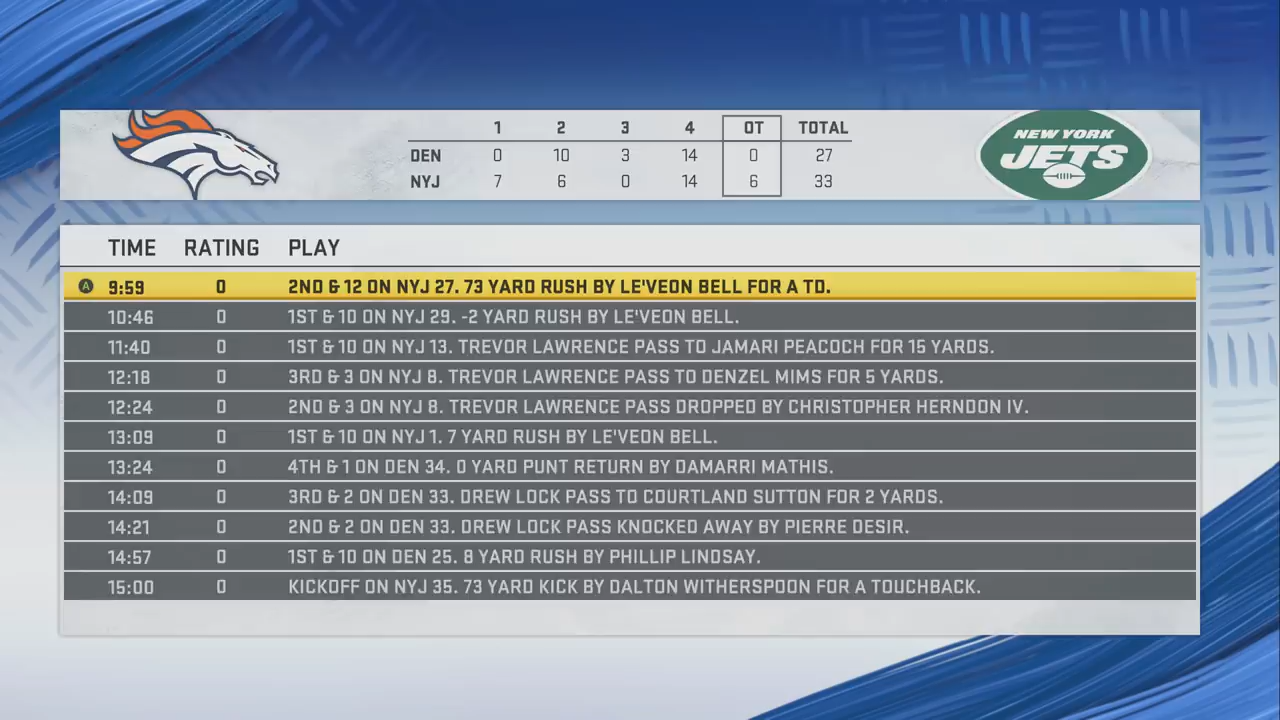 1 2 3 4 OT TOTAL
DEN 0 10 3 14 0 27
NYJ 7 6 0 14 6 33
NEW YORK
JETS
TIME RATING PLAY
A 9:59 0 2ND & 12 ON NYJ 27. 73 YARD RUSH BY LE'VEON BELL FOR A TD.
10:46 0 1ST & 10 ON NYJ 29. -2 YARD RUSH BY LE'VEON BELL.
11:40 0 1ST & 10 ON NYJ 13. TREVOR LAWRENCE PASS TO JAMARI PEACOCH FOR 15 YARDS.
12:18 0 3RD & 3 ON NYJ 8. TREVOR LAWRENCE PASS TO DENZEL MIMS FOR 5 YARDS.
12:24 0 2ND & 3 ON NYJ 8. TREVOR LAWRENCE PASS DROPPED BY CHRISTOPHER HERNDON IV.
13:09 0 1ST & 10 ON NYJ 1. 7 YARD RUSH BY LE'VEON BELL.
13:24 0 4TH & 1 ON DEN 34. 0 YARD PUNT RETURN BY DAMARRI MATHIS.
14:09 0 3RD & 2 ON DEN 33. DREW LOCK PASS TO COURTLAND SUTTON FOR 2 YARDS.
14:21 0 2ND & 2 ON DEN 33. DREW LOCK PASS KNOCKED AWAY BY PIERRE DESIR.
14:57 0 1ST & 10 ON DEN 25. 8 YARD RUSH BY PHILLIP LINDSAY.
15:00 0 KICKOFF ON NYJ 35. 73 YARD KICK BY DALTON WITHERSPOON FOR A TOUCHBACK.